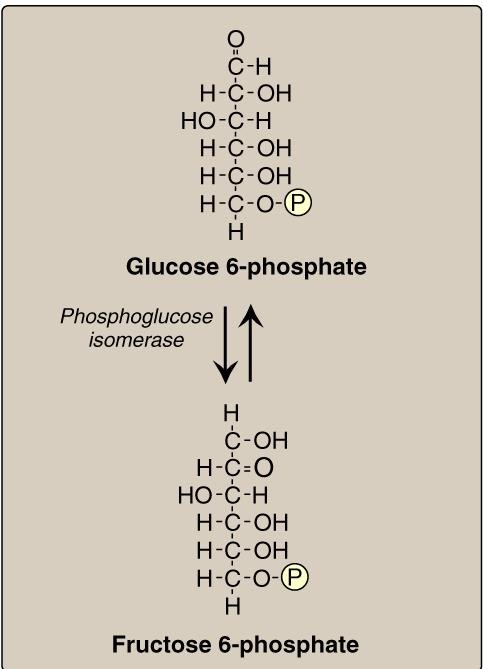 O
C-H
H-C-OH
HO-C-H
H-C-OH
H-C-OH
H-C-O-P
H
Glucose 6-phosphate
Phosphoglucose
isomerase
H
C-OH
H-C=O
HO-C-H
H-C-OH
H-C-OH
H-C-O-P
H
Fructose 6-phosphate